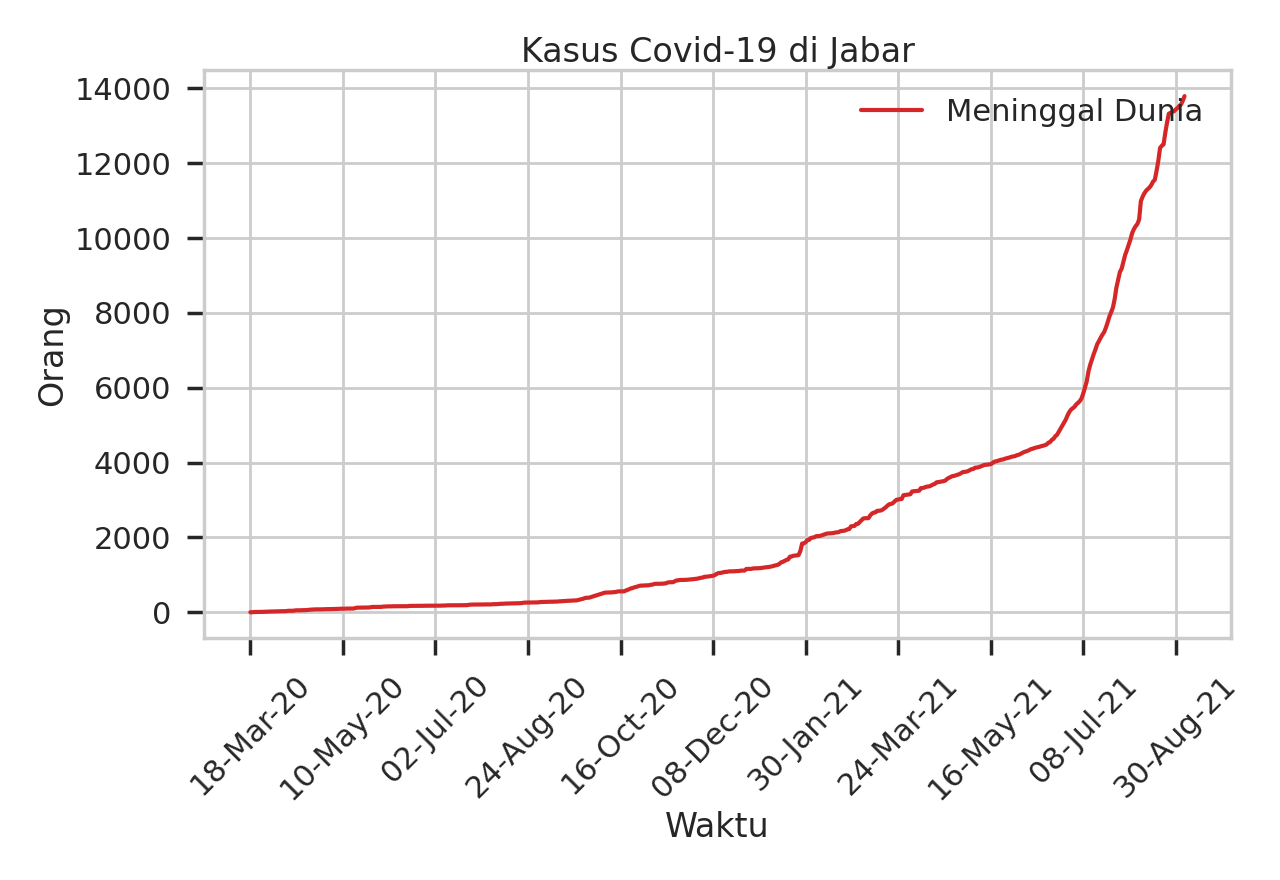 Kasus Covid-19 di Jabar
Meninggal Dunia
Orang
14000
12000
10000
8000
6000
4000
2000
0
18-Mar-20
10-May-20
02-Jul-20
24-Aug-20
16-Oct-20
08-Dec-20
30-Jan-21
24-Mar-21
16-May-21
08-Jul-21
30-Aug-21
Waktu